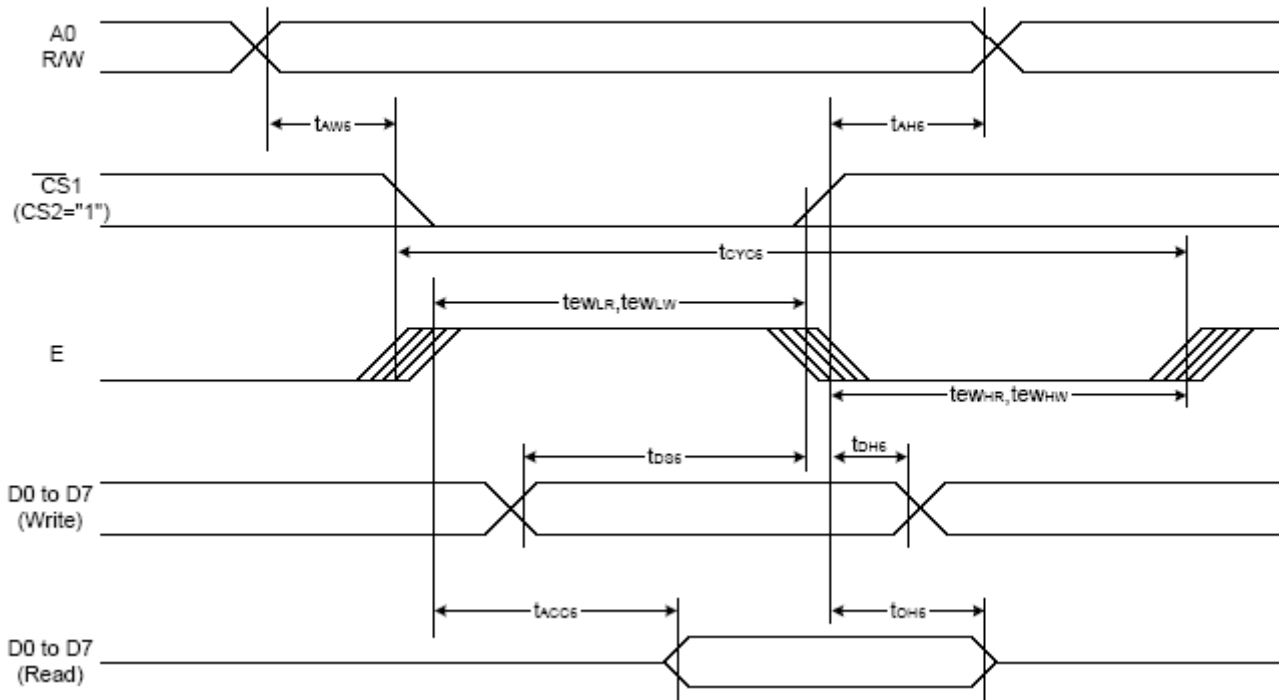 A0
R/W
tAW6
tAH6
CS1
(CS2="1")
tCYC6
tewLR,tewLW
E
tewHR,tewHW
tDS6
tDH6
D0 to D7
(Write)
tACC6
tOH6
D0 to D7
(Read)